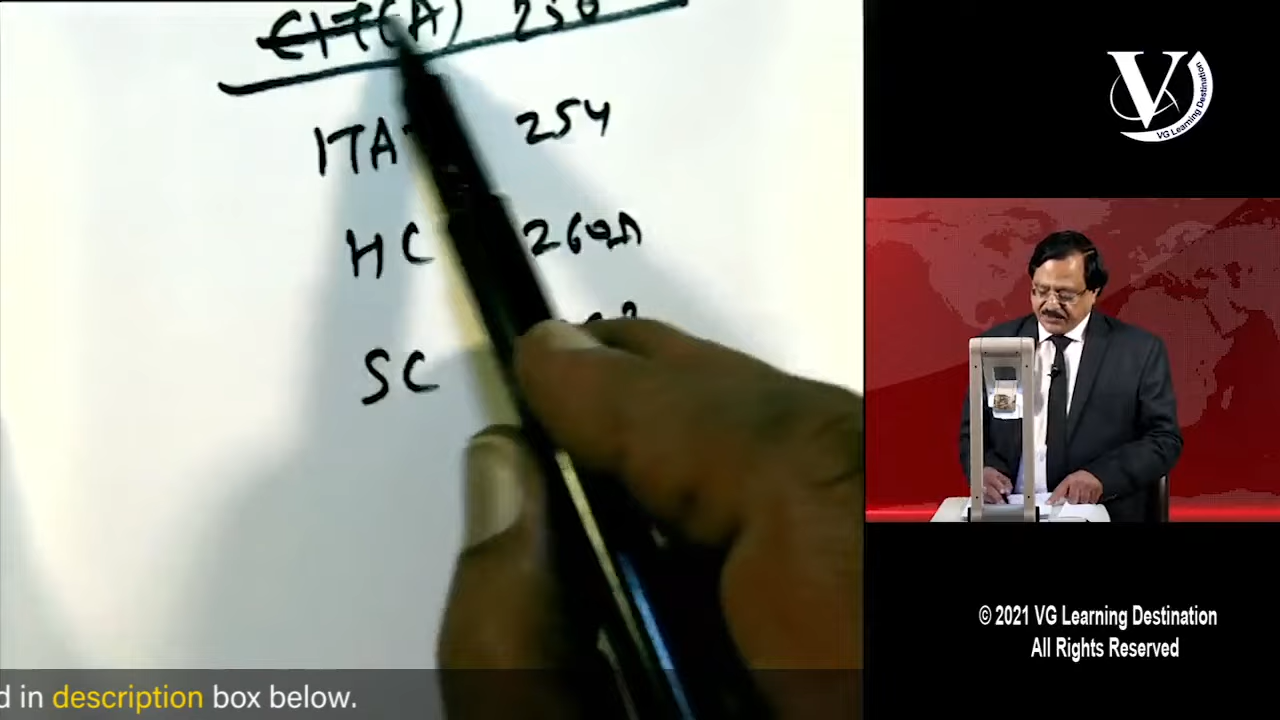 CIT(A) 250
ITAT 254
HC 260A
SC
V
VG Learning Destination
© 2021 VG Learning Destination
All Rights Reserved
d in description box below.